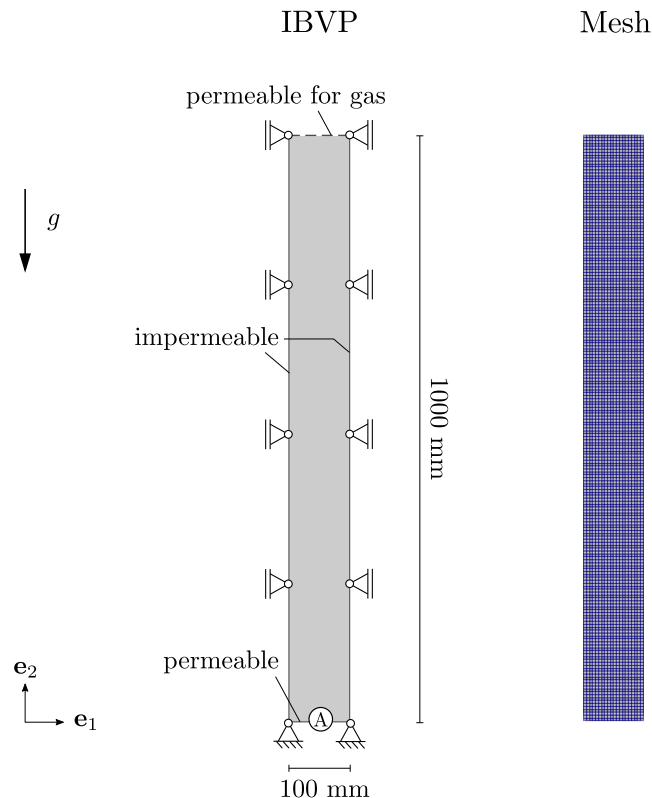 IBVP
Mesh
permeable for gas
g
impermeable
1000 mm
permeable
A
e2
e1
100 mm